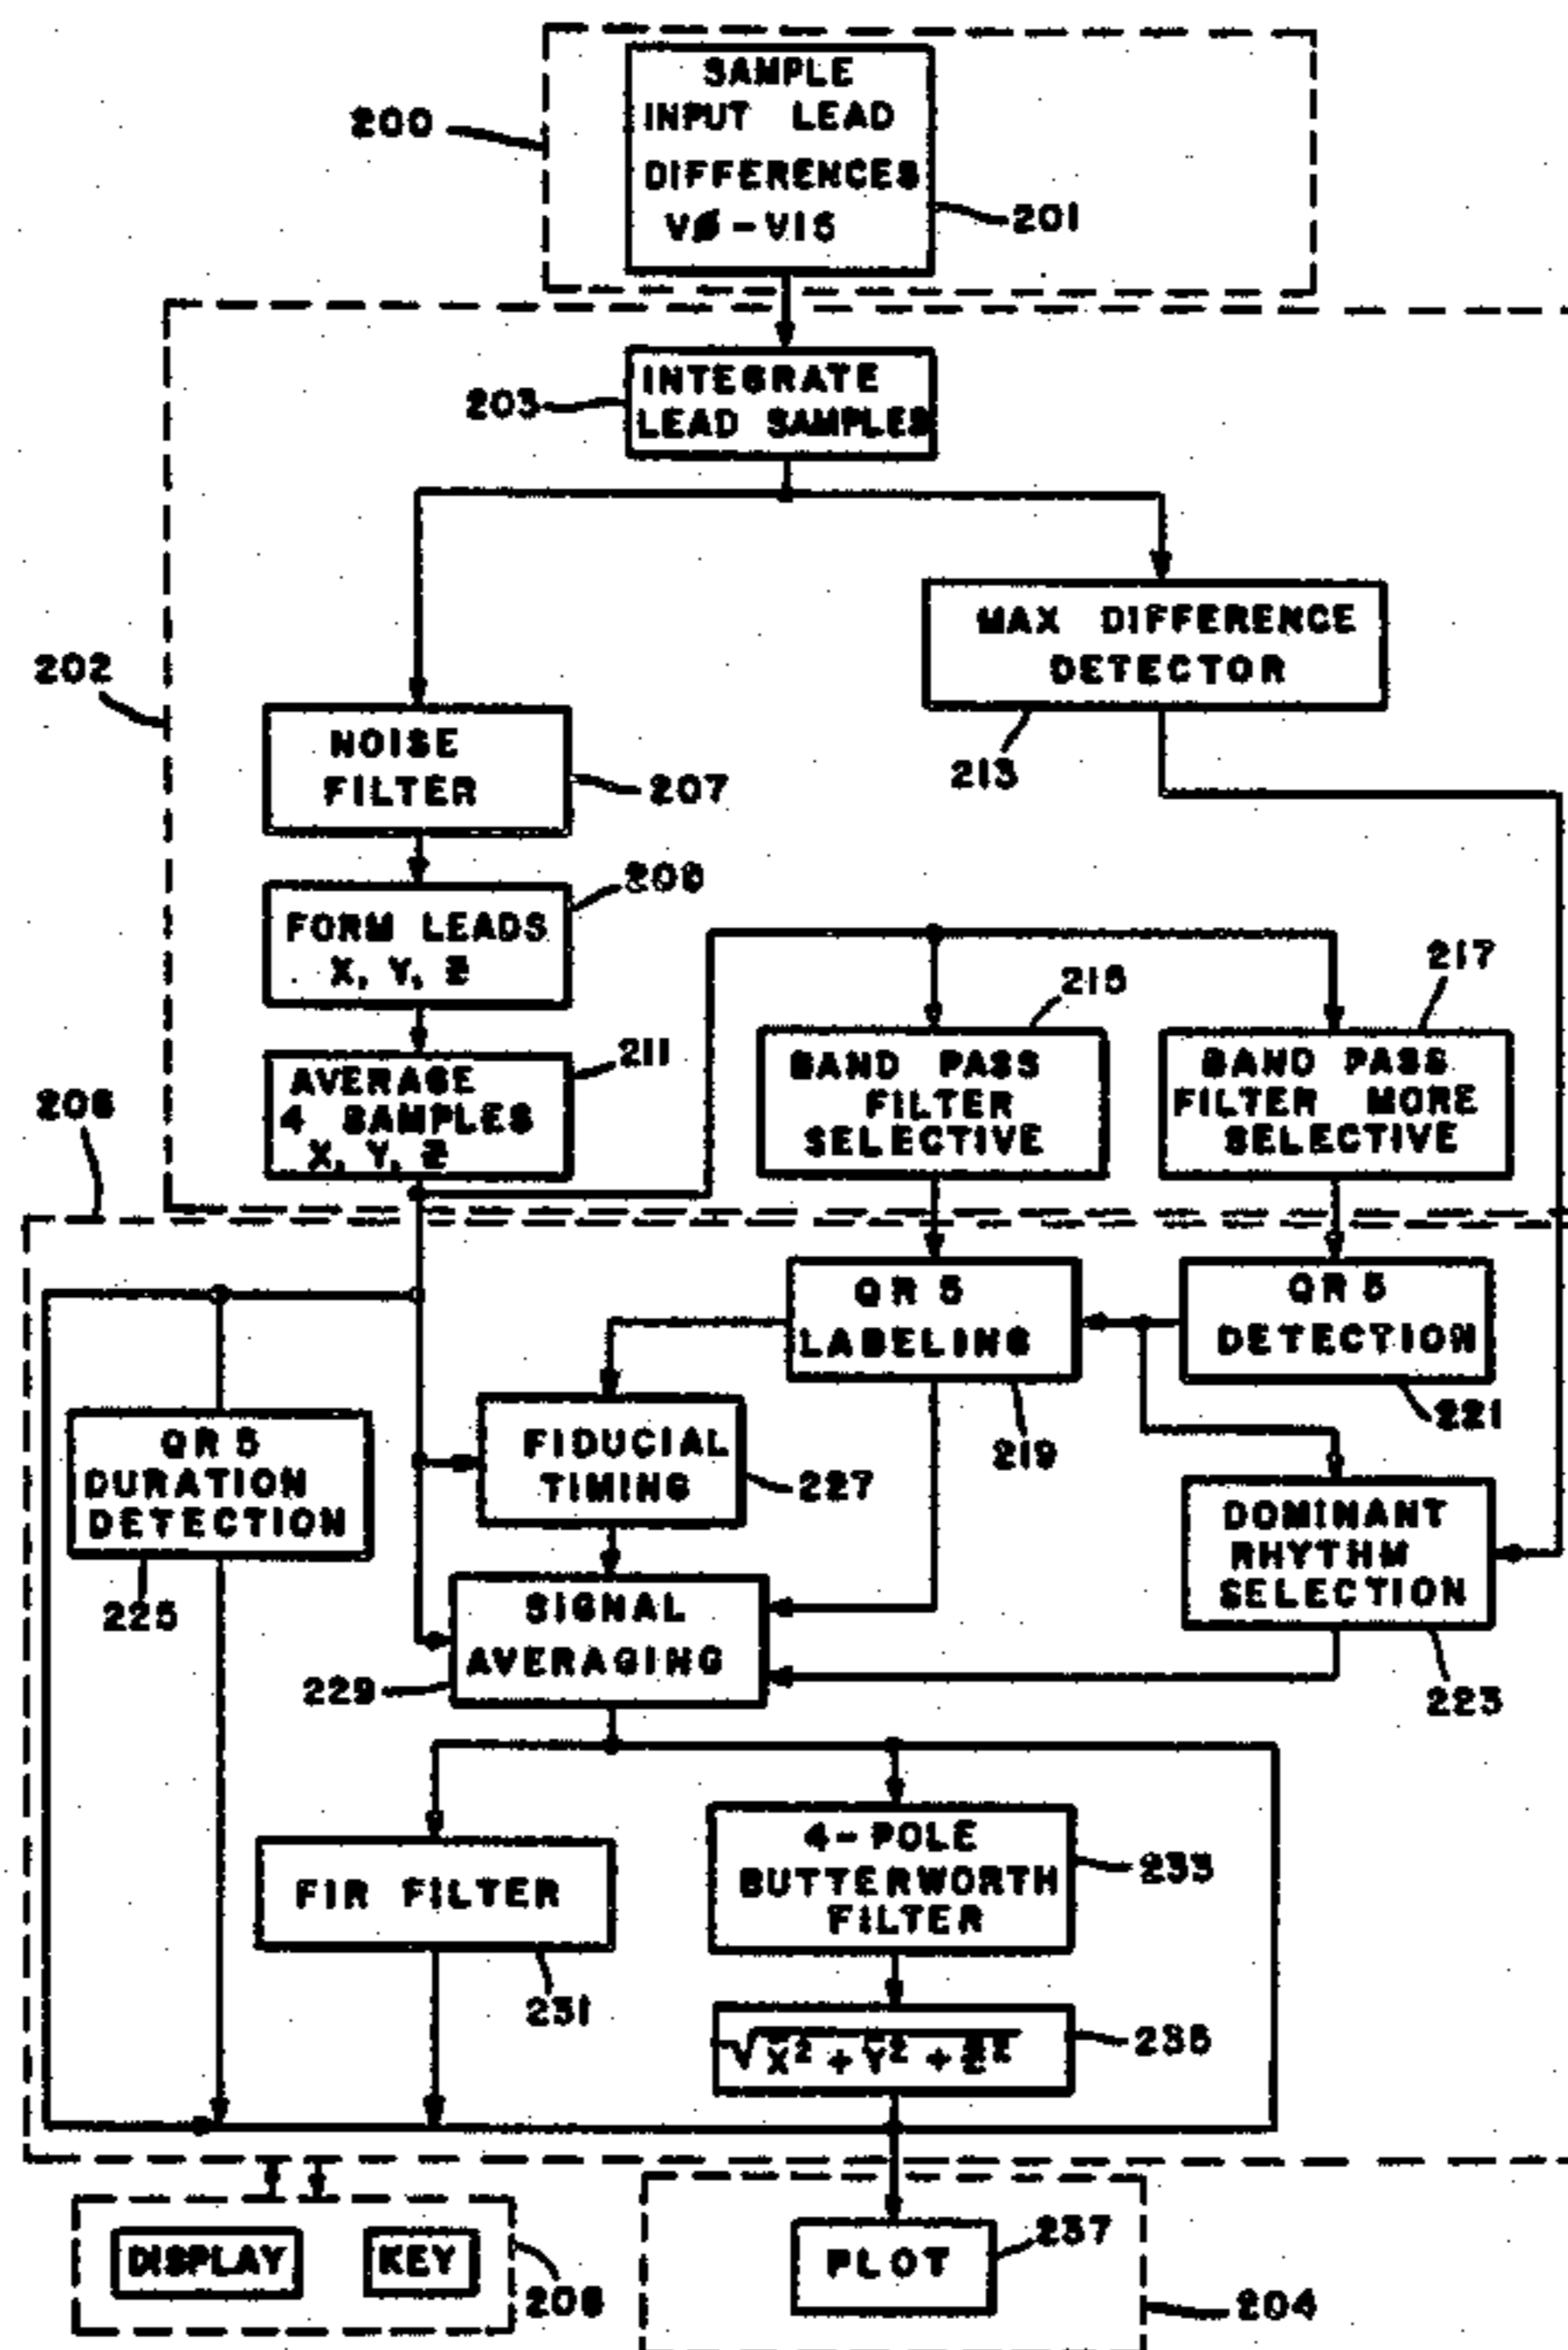 200
SAMPLE
INPUT LEAD
DIFFERENCES
VØ-V15
201
203
INTEGRATE
LEAD SAMPLES
202
MAX DIFFERENCE
DETECTOR
213
NOISE
FILTER
207
FORM LEADS
X, Y, Z
209
AVERAGE
4 SAMPLES
X, Y, Z
211
BAND PASS
FILTER
SELECTIVE
215
BAND PASS
FILTER MORE
SELECTIVE
217
206
QRS
LABELING
219
QRS
DETECTION
221
QRS
DURATION
DETECTION
225
FIDUCIAL
TIMING
227
DOMINANT
RHYTHM
SELECTION
223
SIGNAL
AVERAGING
229
FIR FILTER
231
4-POLE
BUTTERWORTH
FILTER
233
√X² + Y² + Z²
235
DISPLAY
KEY
208
PLOT
237
204